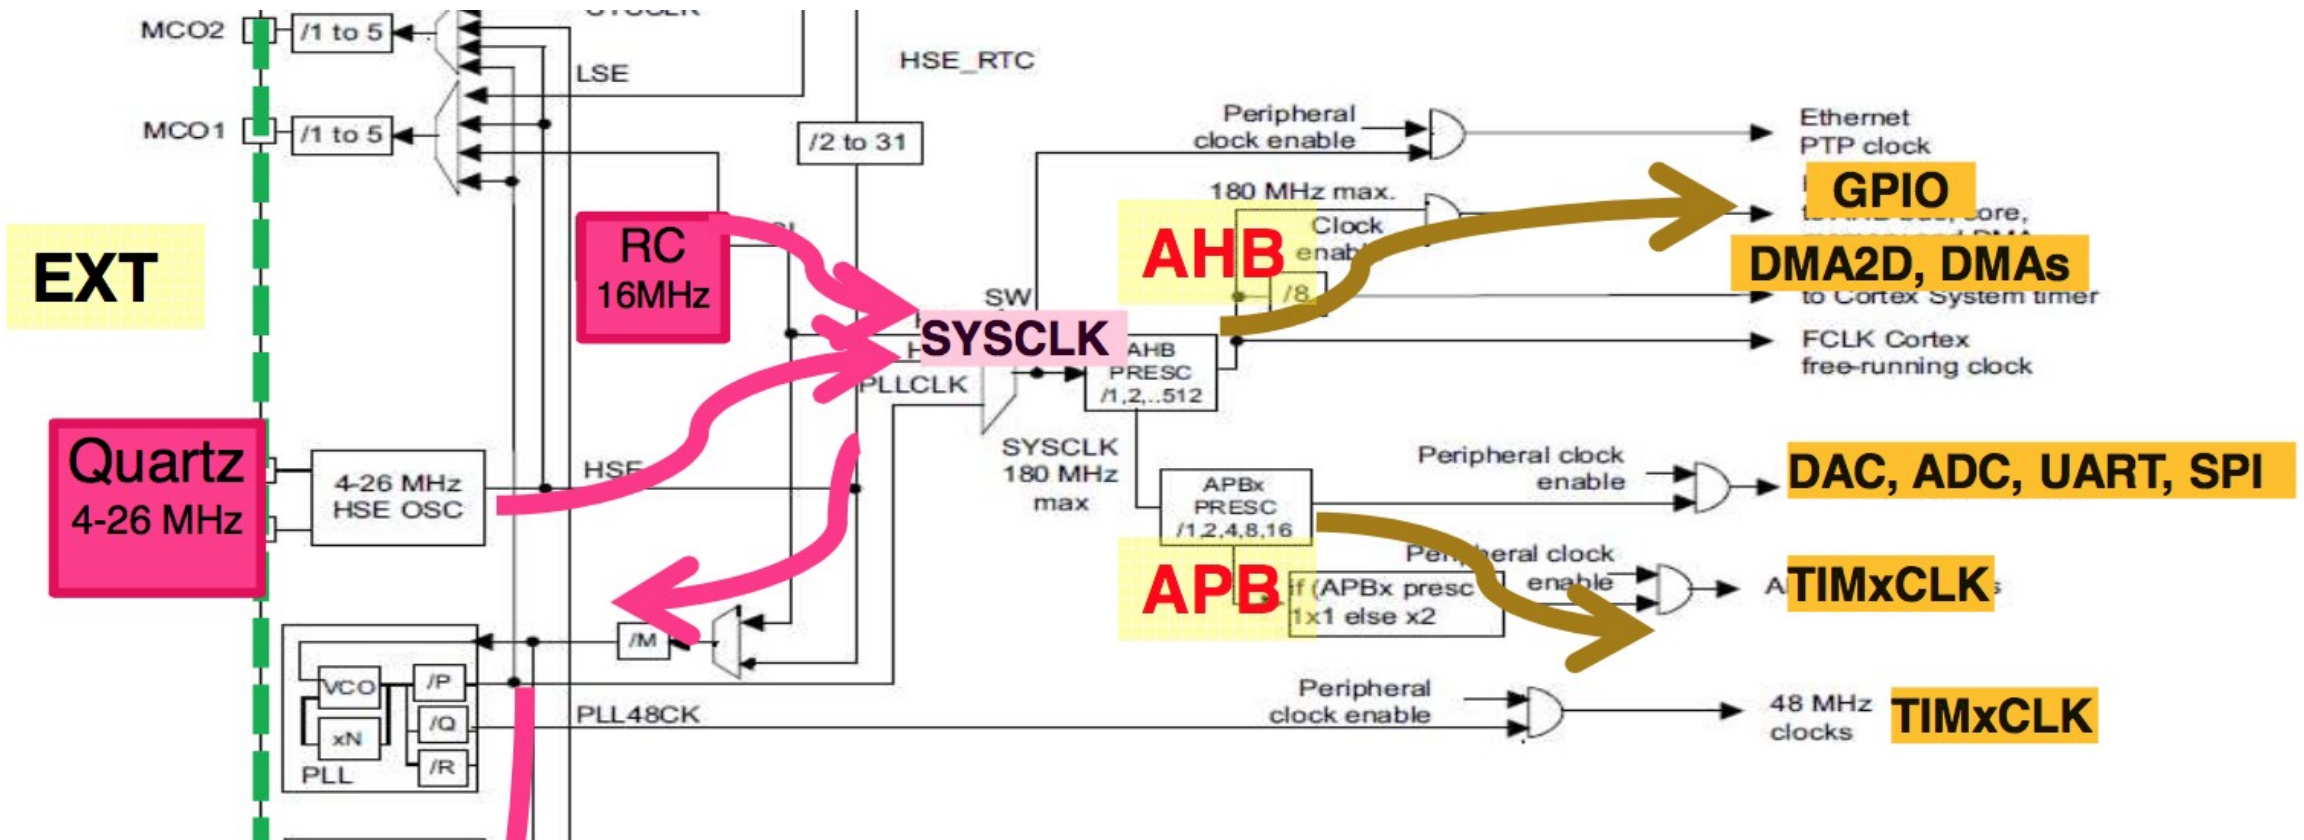 MCO2
/1 to 5
LSE
HSE_RTC
MCO1
/1 to 5
/2 to 31
Peripheral
clock enable
Ethernet
PTP clock
180 MHz max.
GPIO
EXT
RC
16MHz
AHB
Clock
DMA2D, DMAs
SW
/8
to Cortex System timer
SYSCLK
AHB
PRESC
/1,2,..512
FCLK Cortex
free-running clock
PLLCLK
Quartz
4-26 MHz
4-26 MHz
HSE OSC
HSE
SYSCLK
180 MHz
max
APBx
PRESC
/1,2,4,8,16
Peripheral clock
enable
DAC, ADC, UART, SPI
APB
Peripheral clock
enable
if (APBx presc
1x1 else x2
TIMxCLK
/M
VCO
xN
PLL
/P
/Q
/R
PLL48CK
Peripheral
clock enable
48 MHz
clocks
TIMxCLK